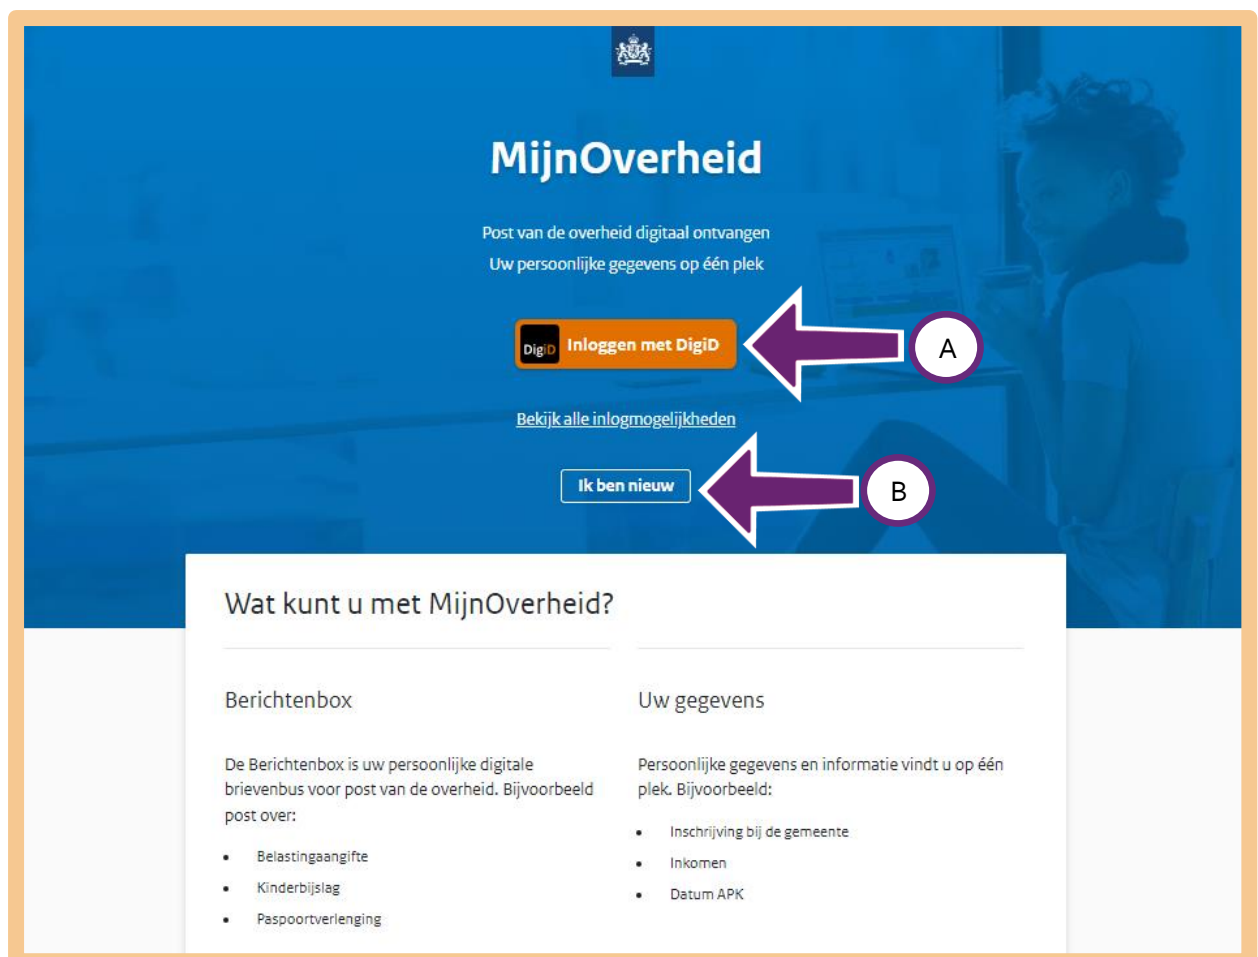 MijnOverheid
Post van de overheid digitaal ontvangen
Uw persoonlijke gegevens op één plek
DigiD Inloggen met DigiD
A
Bekijk alle inlogmogelijkheden
Ik ben nieuw
B
Wat kunt u met MijnOverheid?
Berichtenbox
De Berichtenbox is uw persoonlijke digitale
brievenbus voor post van de overheid. Bijvoorbeeld
post over:
• Belastingaangifte
• Kinderbijslag
• Paspoortverlenging
Uw gegevens
Persoonlijke gegevens en informatie vindt u op één
plek. Bijvoorbeeld:
• Inschrijving bij de gemeente
• Inkomen
• Datum APK